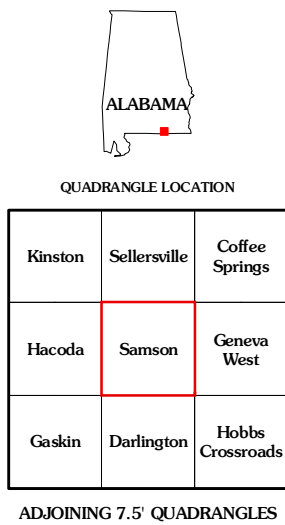 ALABAMA
QUADRANGLE LOCATION
Kinston
Sellersville
Coffee
Springs
Hacoda
Samson
Geneva
West
Gaskin
Darlington
Hobbs
Crossroads
ADJOINING 7.5' QUADRANGLES